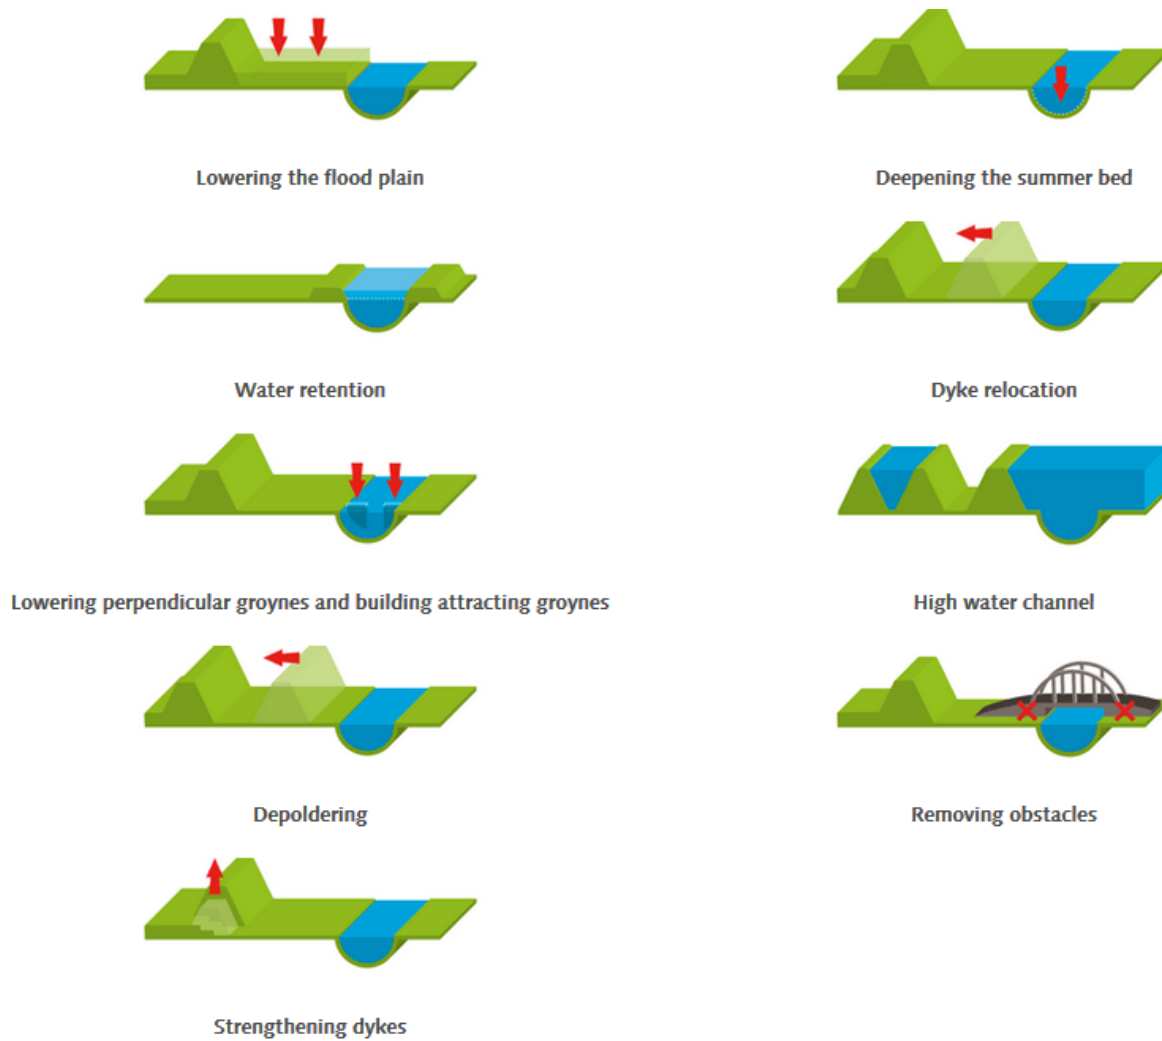 Lowering the flood plain
Deepening the summer bed
Water retention
Dyke relocation
Lowering perpendicular groynes and building attracting groynes
High water channel
Depoldering
Removing obstacles
Strengthening dykes